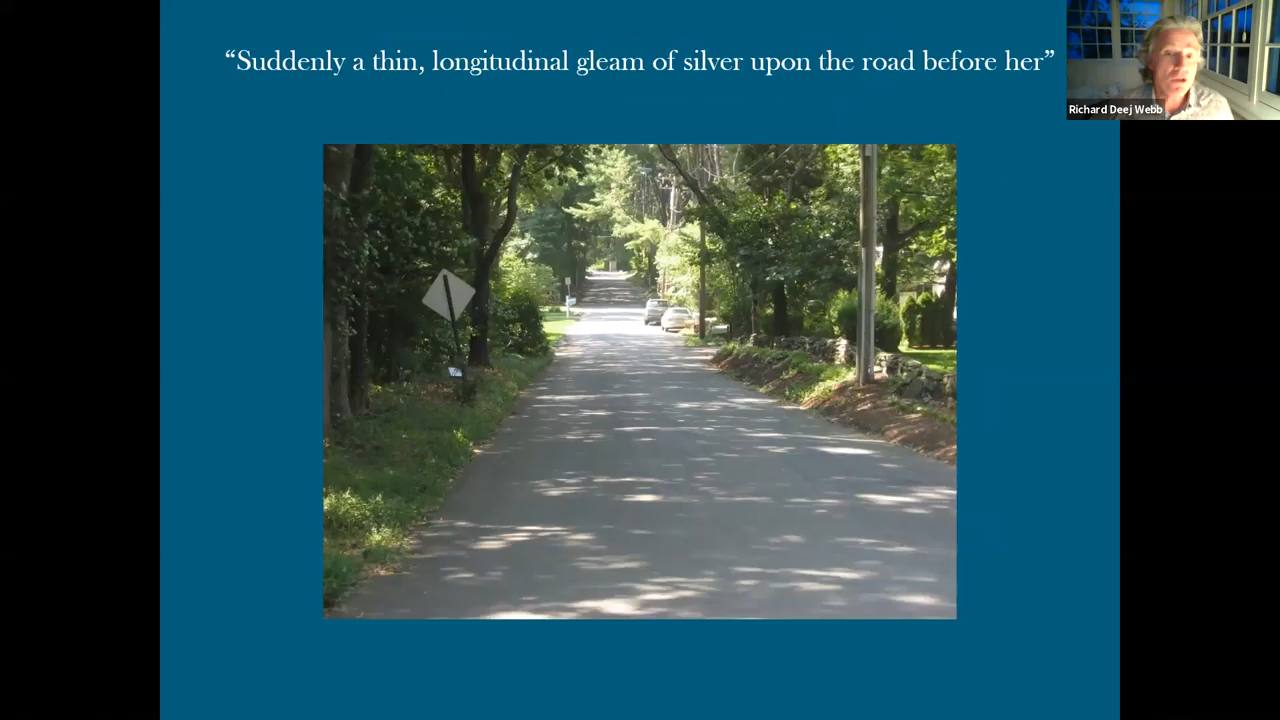 “Suddenly a thin, longitudinal gleam of silver upon the road before her”
Richard Deej Webb